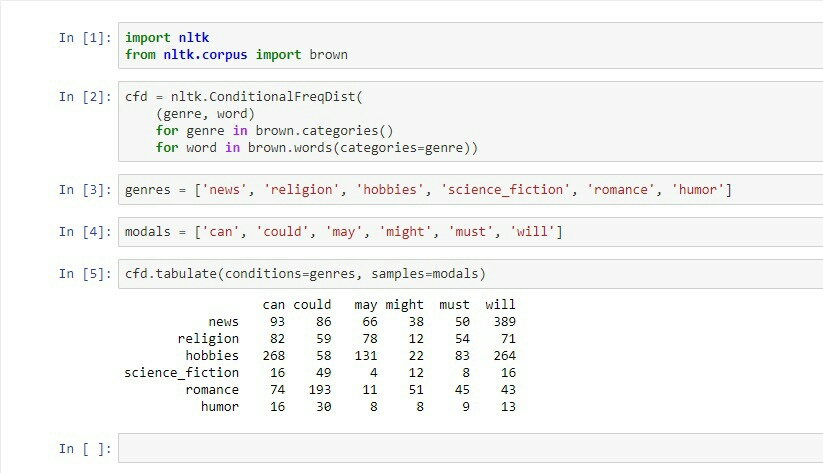 In [1]: import nltk
from nltk.corpus import brown
In [2]: cfd = nltk.ConditionalFreqDist(
(genre, word)
for genre in brown.categories()
for word in brown.words(categories=genre))
In [3]: genres = ['news', 'religion', 'hobbies', 'science_fiction', 'romance', 'humor']
In [4]: modals = ['can', 'could', 'may', 'might', 'must', 'will']
In [5]: cfd.tabulate(conditions=genres, samples=modals)
can could may might must will
news 93 86 66 38 50 389
religion 82 59 78 12 54 71
hobbies 268 58 131 22 83 264
science_fiction 16 49 4 12 8 16
romance 74 193 11 51 45 43
humor 16 30 8 8 9 13
In [ ]: